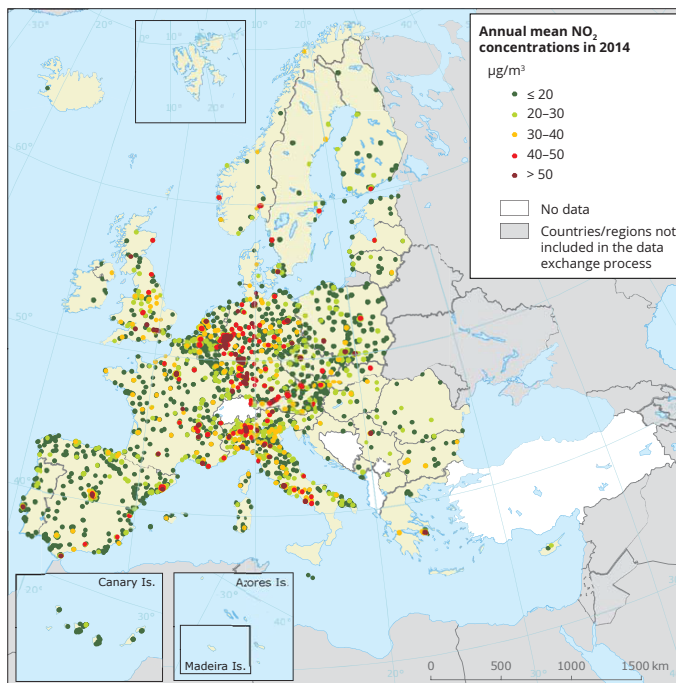 Annual mean NO₂
concentrations in 2014
µg/m³
≤ 20
20–30
30–40
40–50
> 50
No data
Countries/regions not
included in the data
exchange process
Canary Is.
Azores Is.
Madeira Is.
0 500 1000 1500 km